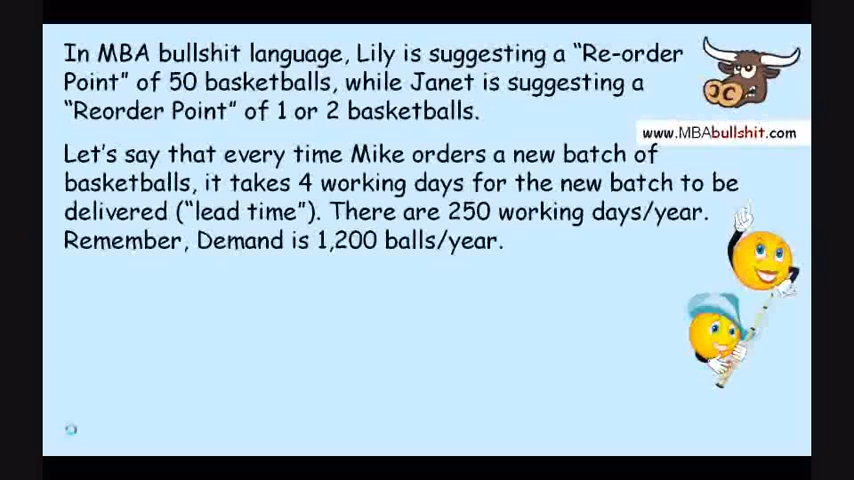 In MBA bullshit language, Lily is suggesting a “Re-order
Point” of 50 basketballs, while Janet is suggesting a
“Reorder Point” of 1 or 2 basketballs.
www.MBAbullshit.com
Let’s say that every time Mike orders a new batch of
basketballs, it takes 4 working days for the new batch to be
delivered (“lead time”). There are 250 working days/year.
Remember, Demand is 1,200 balls/year.